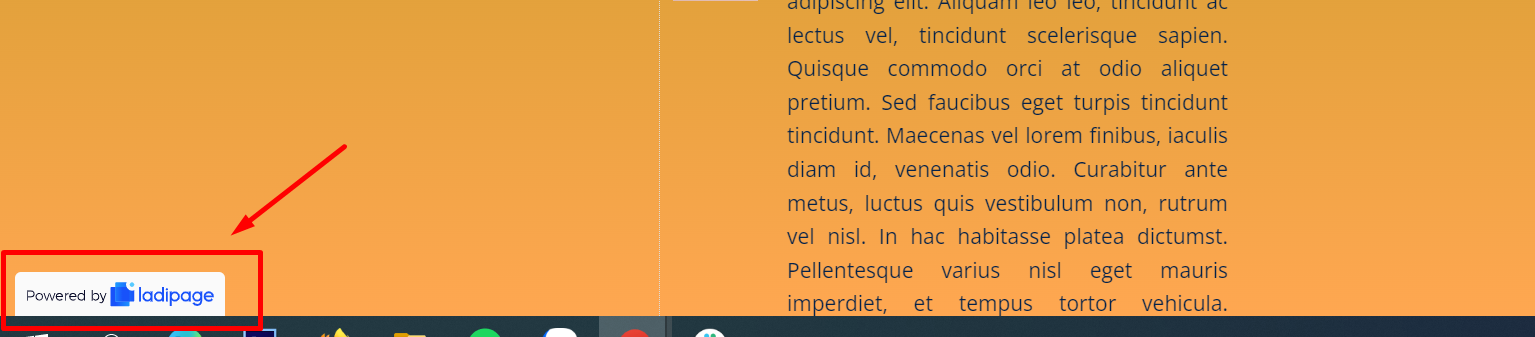 adipiscing elit. Aliquam leo leo, tincidunt ac
lectus vel, tincidunt scelerisque sapien.
Quisque commodo orci at odio aliquet
pretium. Sed faucibus eget turpis tincidunt
tincidunt. Maecenas vel lorem finibus, iaculis
diam id, venenatis odio. Curabitur ante
metus, luctus quis vestibulum non, rutrum
vel nisl. In hac habitasse platea dictumst.
Pellentesque varius nisl eget mauris
imperdiet, et tempus tortor vehicula.
Powered by ladipage